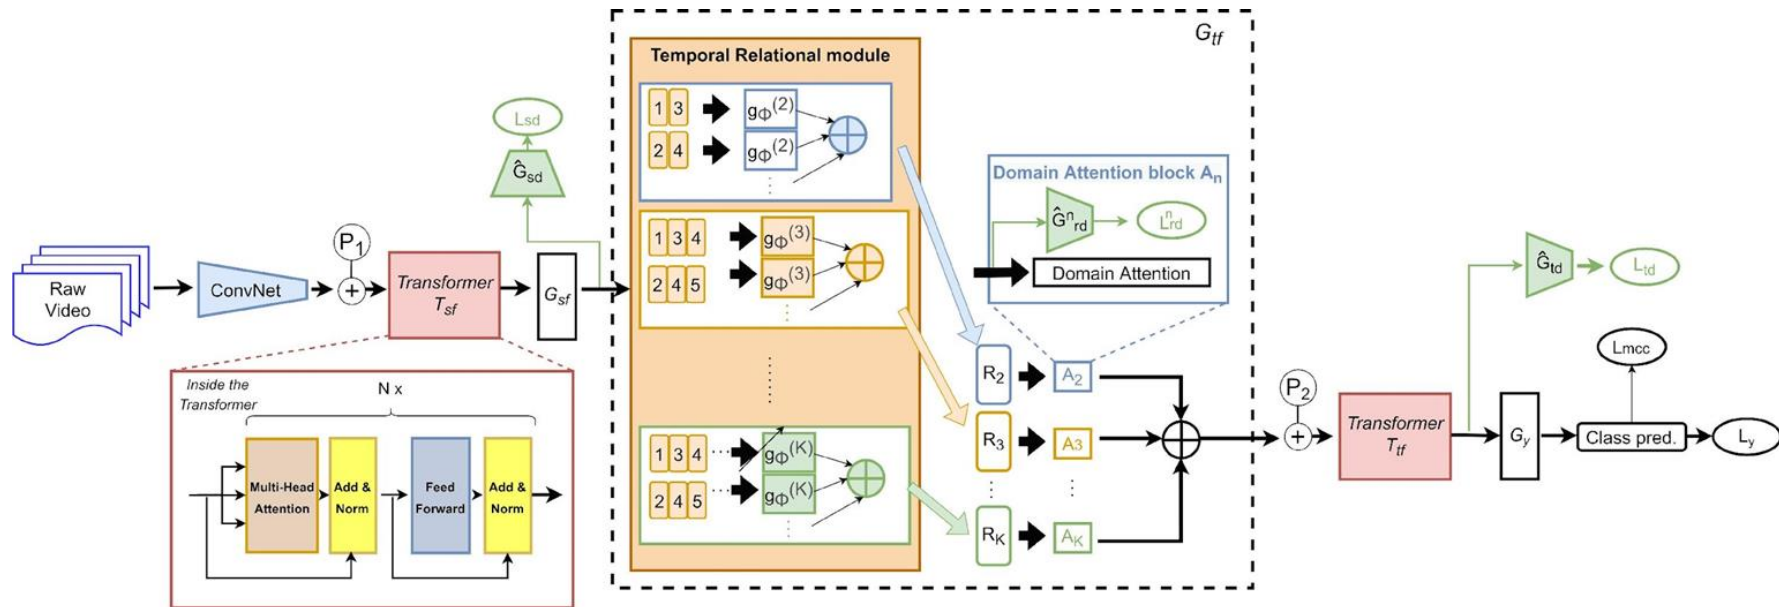 Raw
Video
ConvNet
P1
+
Transformer
Tsf
Gsf
Lsd
Ĝsd
Inside the
Transformer
N x
Multi-Head
Attention
Add &
Norm
Feed
Forward
Add &
Norm
Gtf
Temporal Relational module
1 3
gΦ(2)
2 4
gΦ(2)
1 3 4
gΦ(3)
2 4 5
gΦ(3)
1 3 4
gΦ(K)
2 4 5
gΦ(K)
Domain Attention block An
Ĝnrd
Lnrd
Domain Attention
R2
A2
R3
A3
RK
AK
P2
+
Transformer
Ttf
Ĝtd
Ltd
Gy
Class pred.
Lmcc
Ly